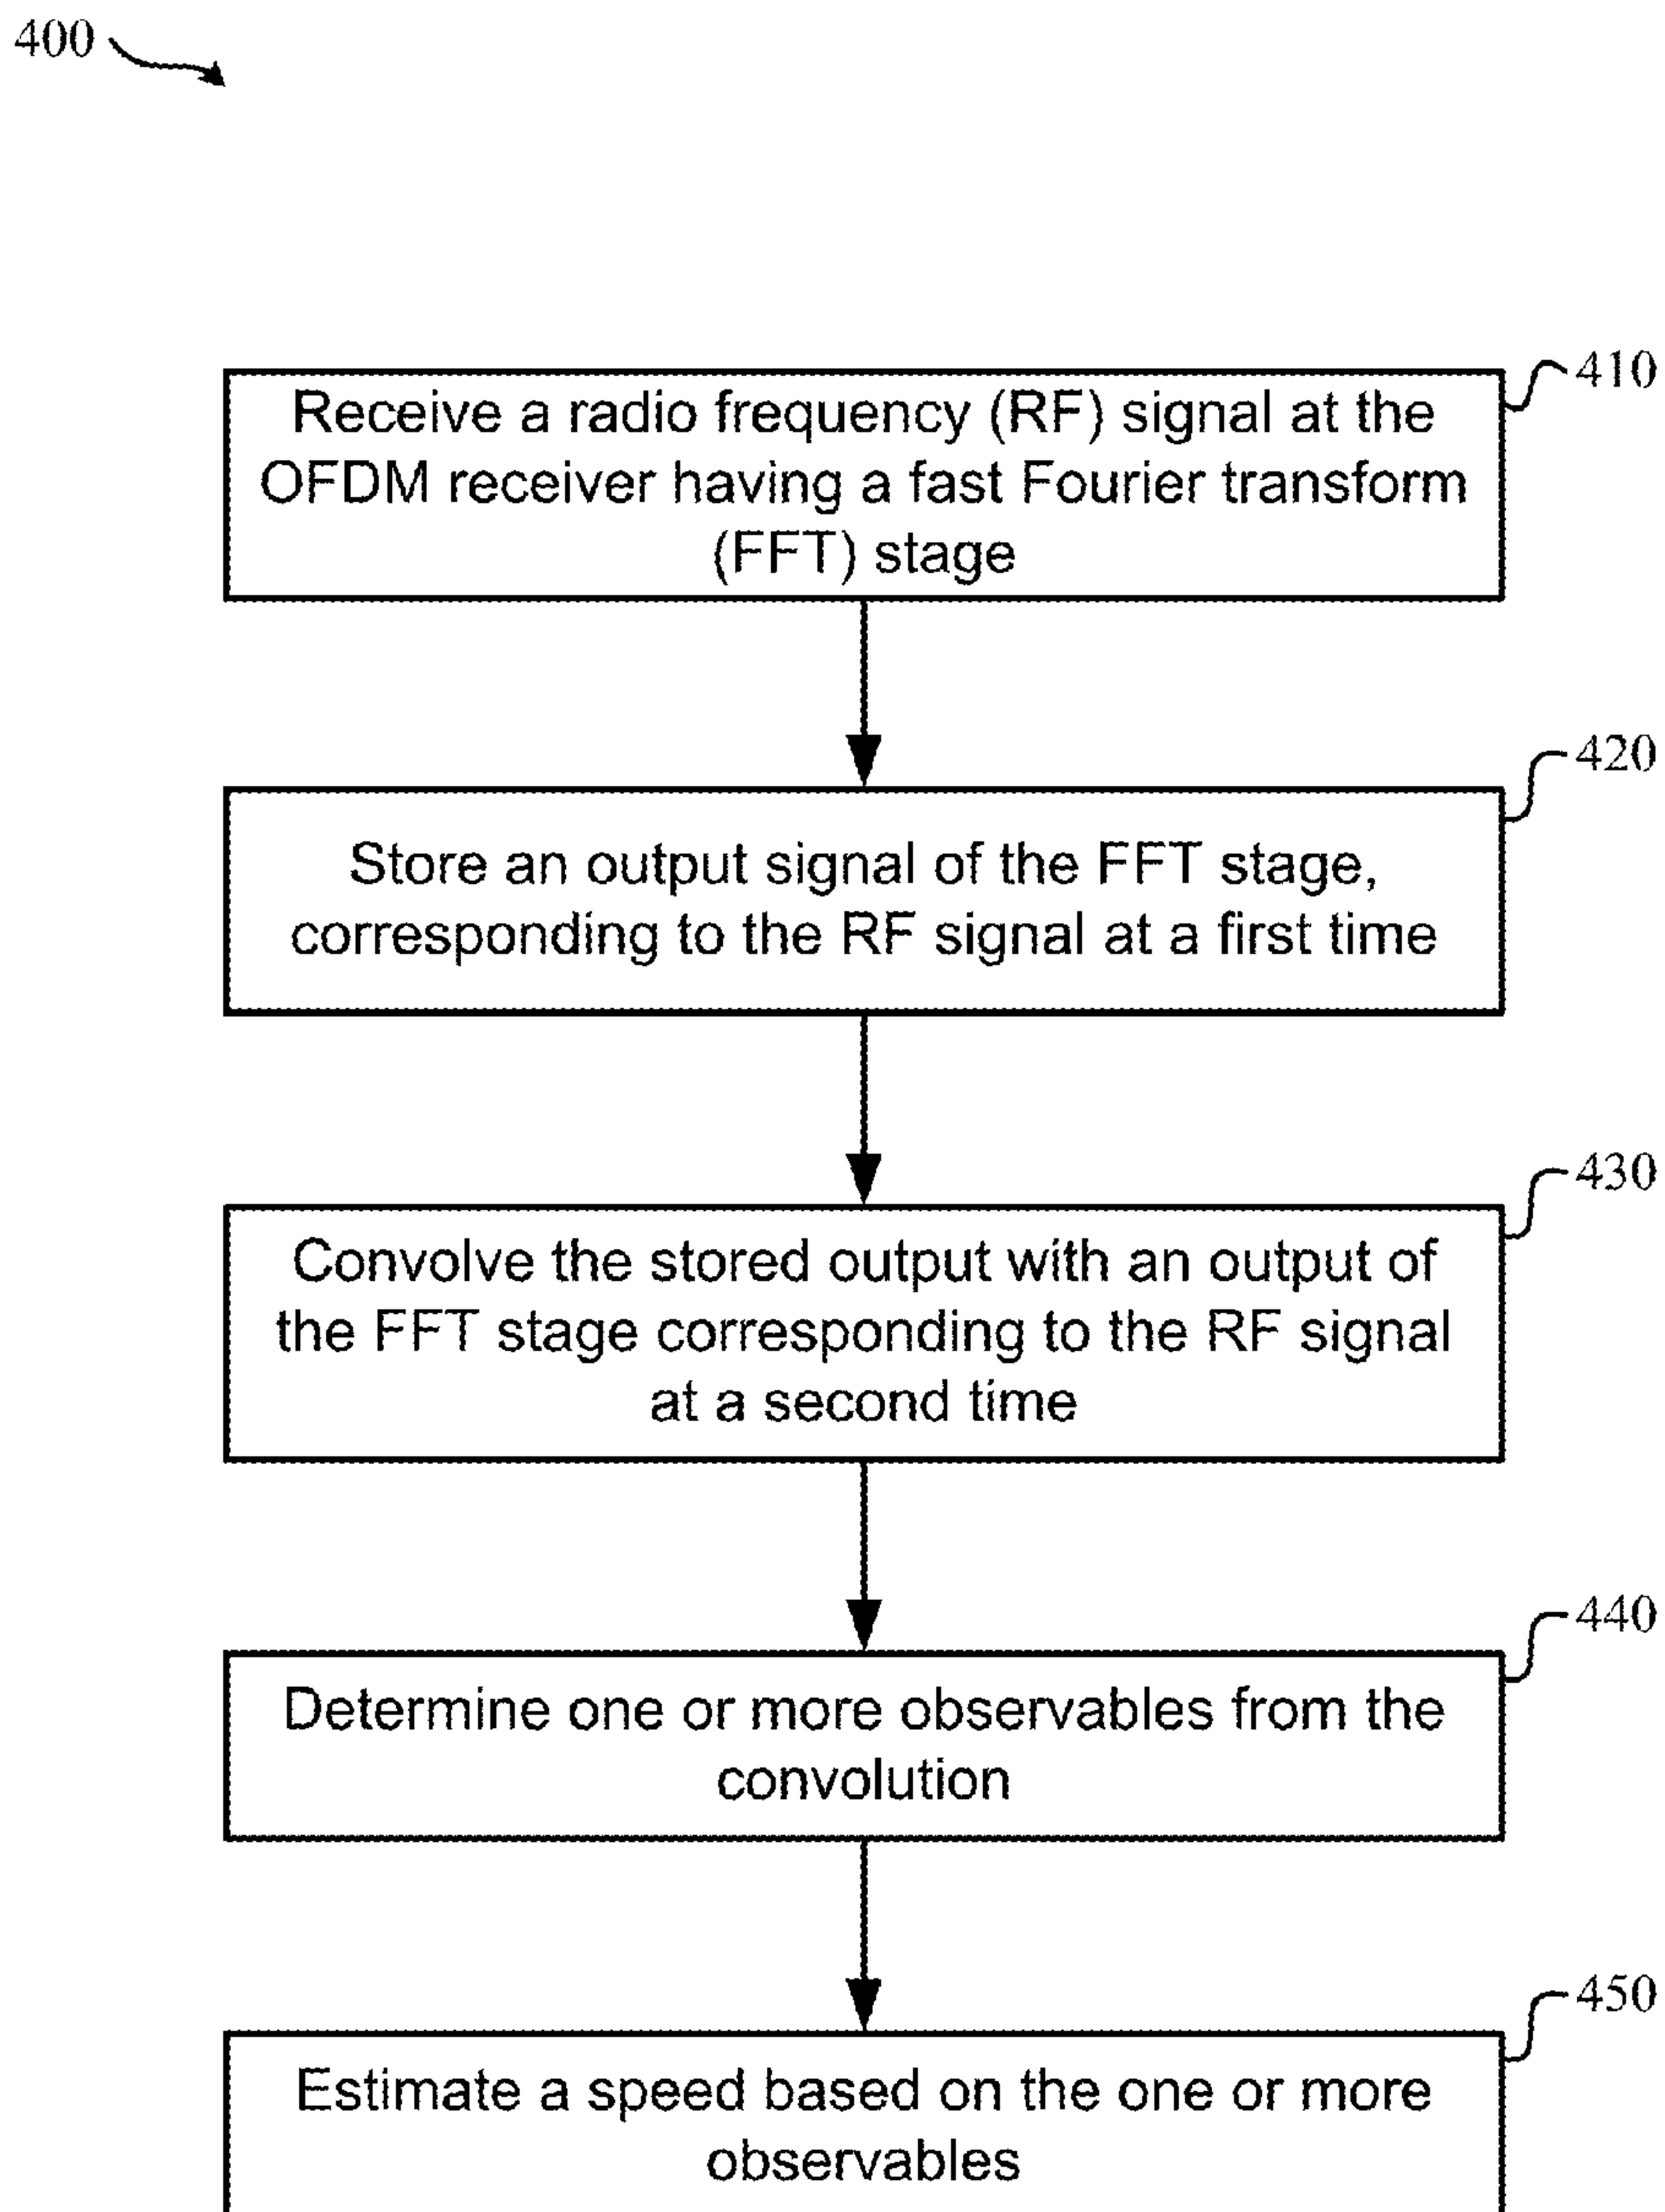 400
410
Receive a radio frequency (RF) signal at the
OFDM receiver having a fast Fourier transform
(FFT) stage
420
Store an output signal of the FFT stage,
corresponding to the RF signal at a first time
430
Convolve the stored output with an output of
the FFT stage corresponding to the RF signal
at a second time
440
Determine one or more observables from the
convolution
450
Estimate a speed based on the one or more
observables